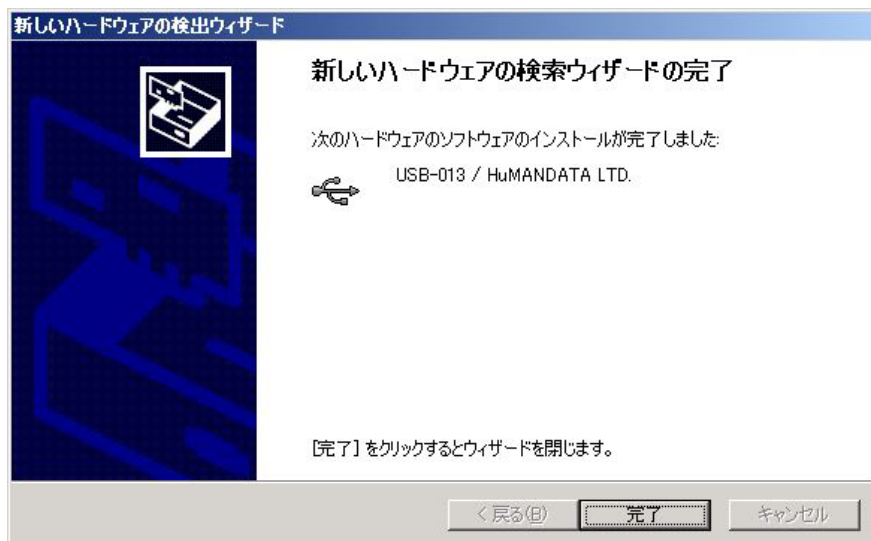 新しいハードウェアの検出ウィザード
新しいハードウェアの検索ウィザードの完了
次のハードウェアのソフトウェアのインストールが完了しました:
USB-013 / HuMANDATA LTD.
[完了] をクリックするとウィザードを閉じます。
< 戻る(B)
完了
キャンセル